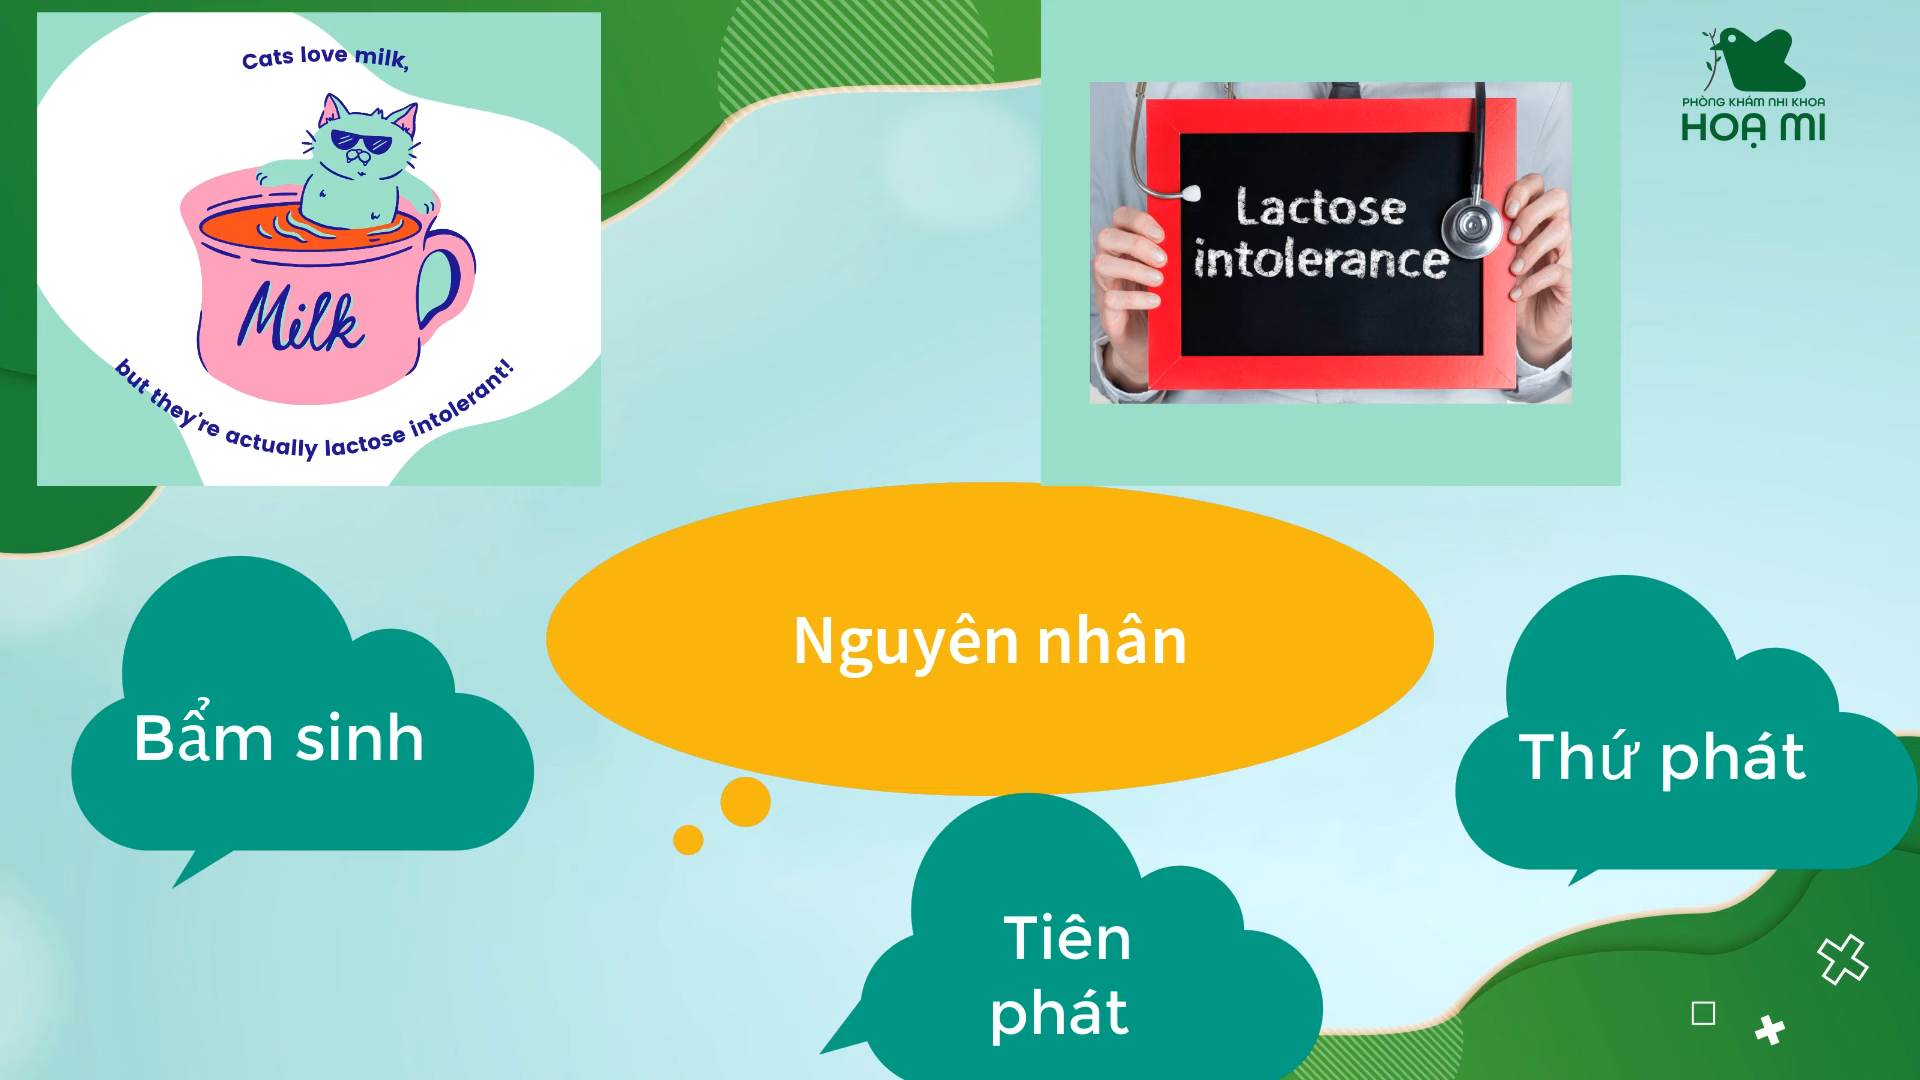 Cats love milk,
Milk
but they're actually lactose intolerant!
Lactose
intolerance
PHÒNG KHÁM NHI KHOA
HOẠ MI
Nguyên nhân
Bẩm sinh
Thứ phát
Tiên
phát